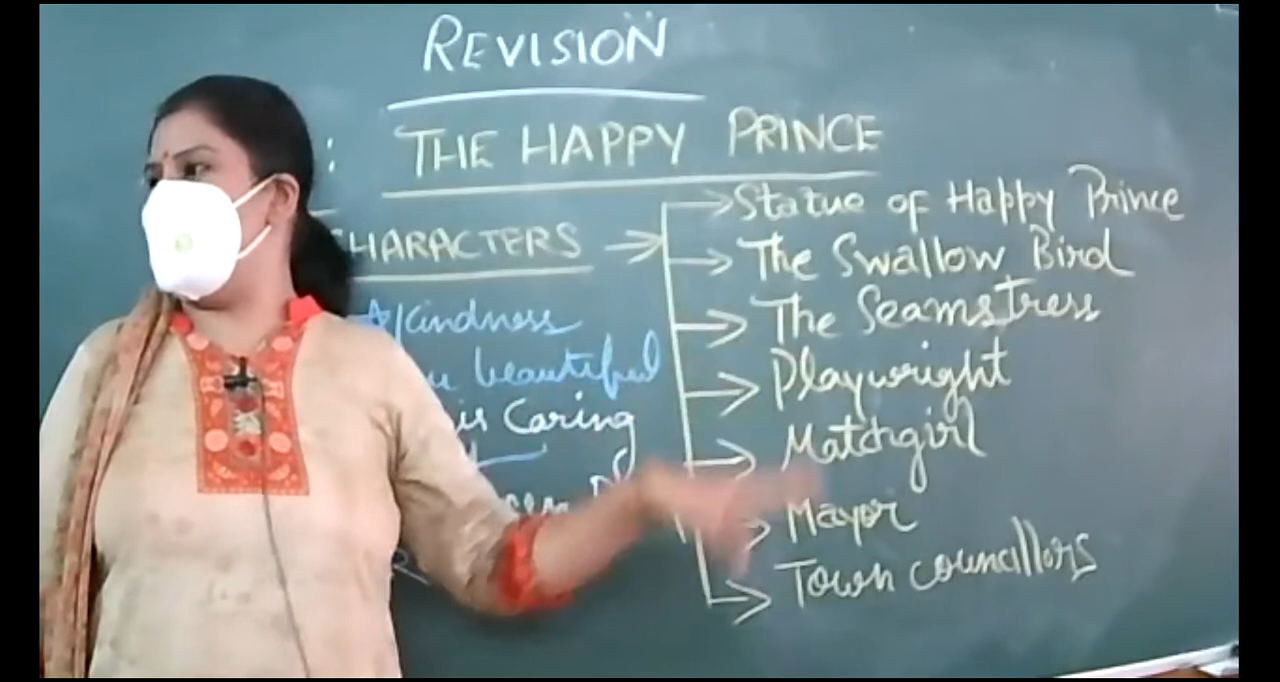 REVISION
: THE HAPPY PRINCE
CHARACTERS →
Statue of Happy Prince
The Swallow Bird
The Seamstress
Playwright
Matchgirl
Mayor
Town councillors
Kindness
beautiful
is Caring